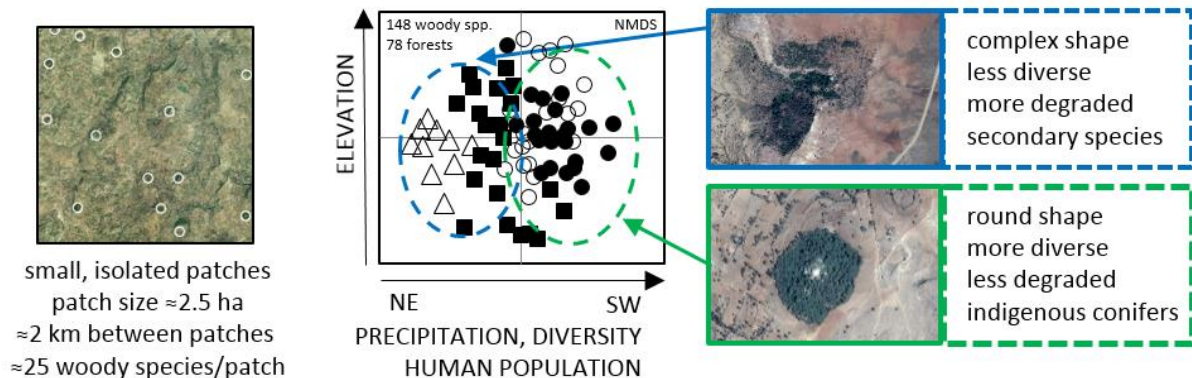 small, isolated patches
patch size ≈2.5 ha
≈2 km between patches
≈25 woody species/patch
148 woody spp.
78 forests
NMDS
ELEVATION
NE
SW
PRECIPITATION, DIVERSITY
HUMAN POPULATION
complex shape
less diverse
more degraded
secondary species
round shape
more diverse
less degraded
indigenous conifers